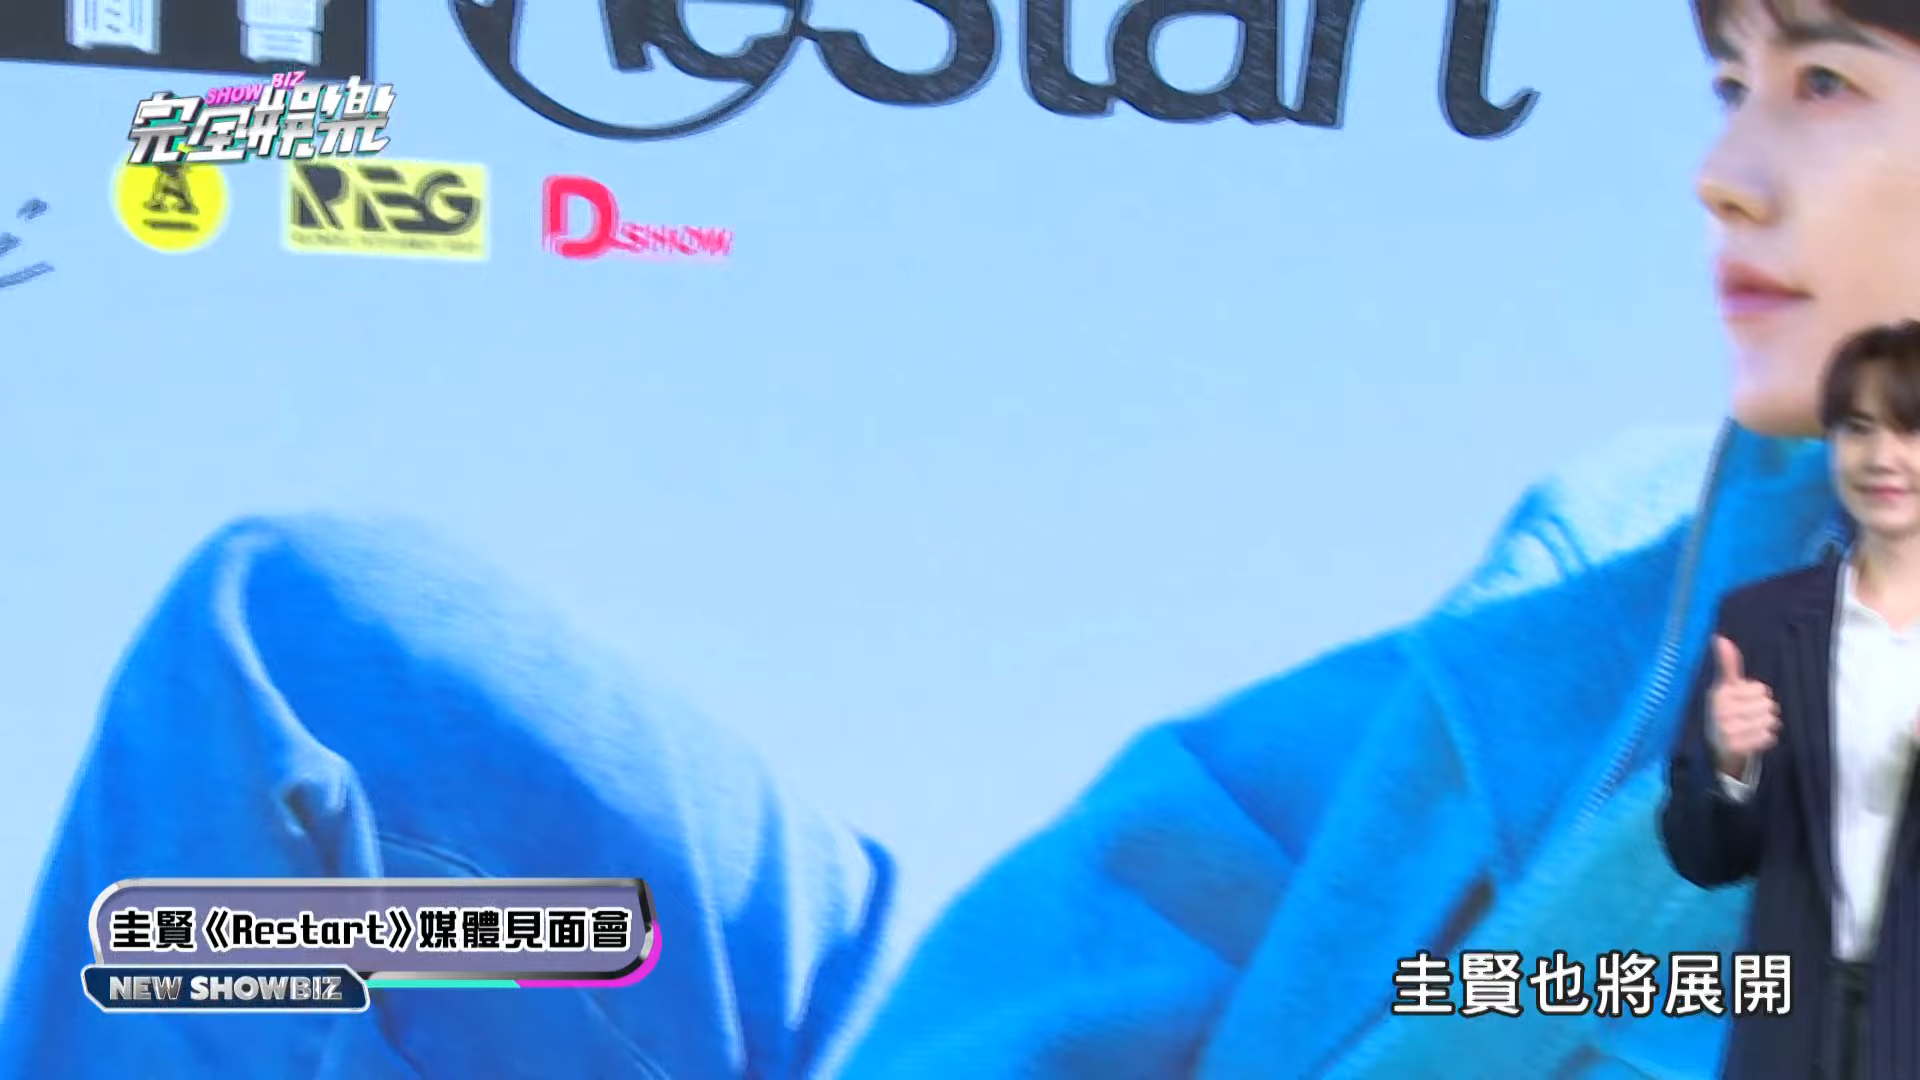 Restart
SHOW BIZ
完全娛樂
A
REG
D SHOW
圭賢《Restart》媒體見面會
NEW SHOWBIZ
圭賢也將展開